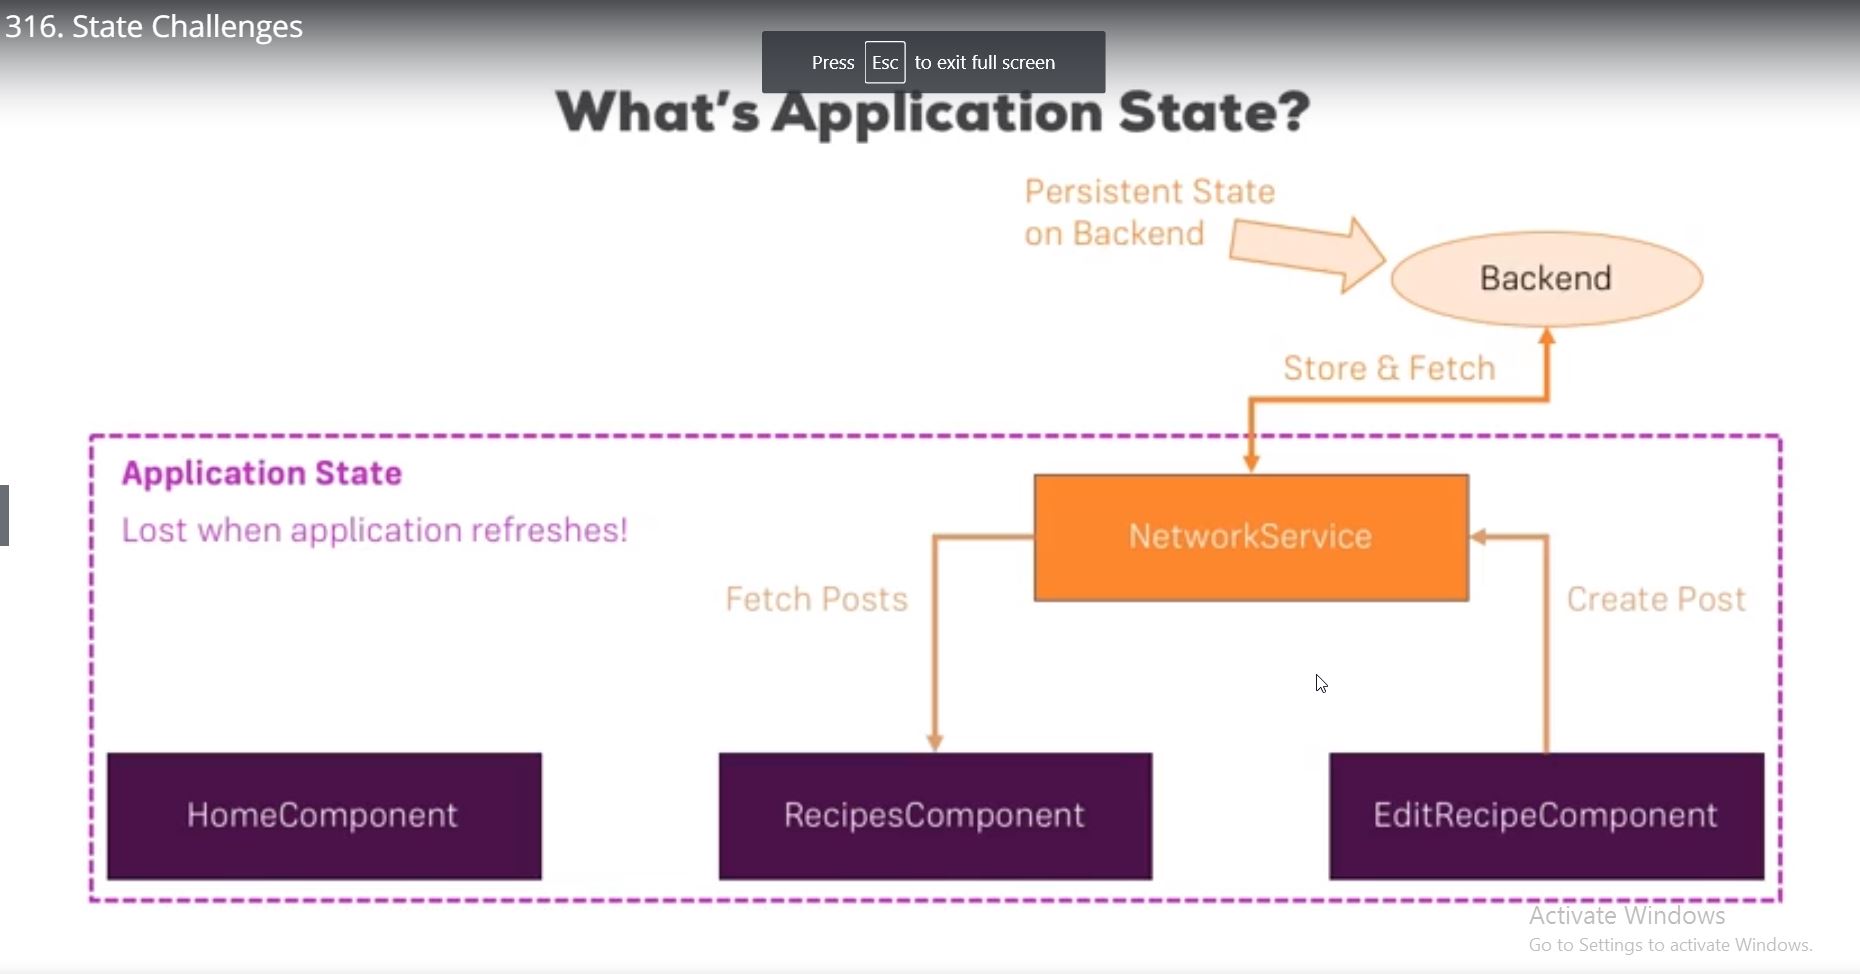 316. State Challenges
Press Esc to exit full screen
What's Application State?
Persistent State
on Backend
Backend
Store & Fetch
Application State
Lost when application refreshes!
NetworkService
Fetch Posts
Create Post
HomeComponent
RecipesComponent
EditRecipeComponent
Activate Windows
Go to Settings to activate Windows.